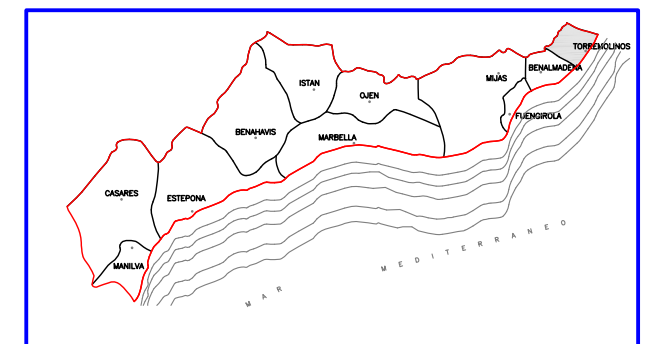 TORREMOLINOS
BENALMADENA
MIJAS
ISTAN
OJEN
FUENGIROLA
BENAHAVIS
MARBELLA
CASARES
ESTEPONA
MANILVA
MAR MEDITERRANEO